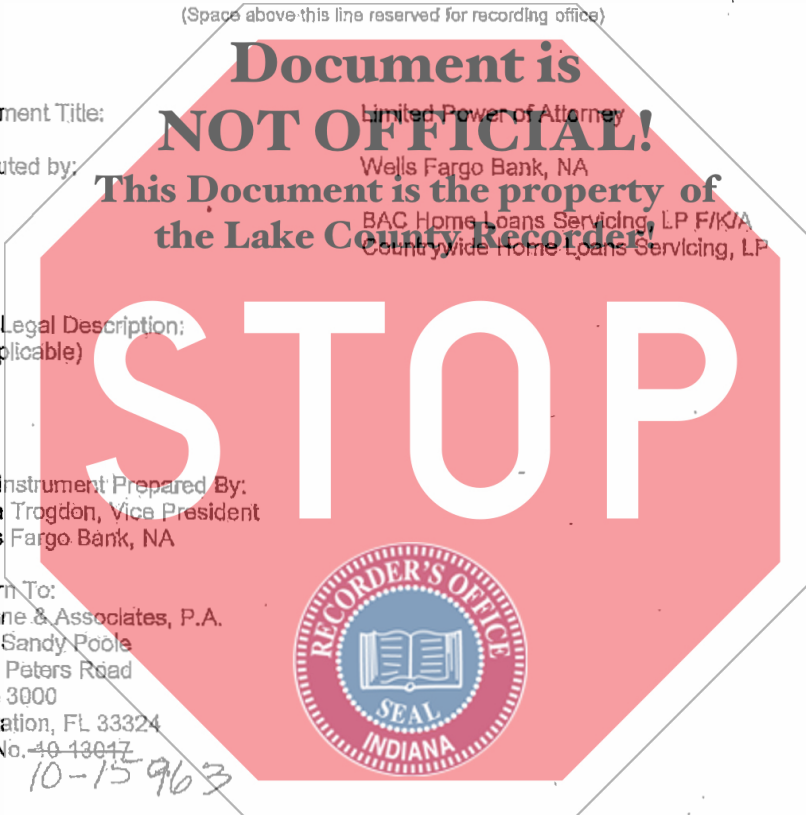 (Space above this line reserved for recording office)
Document is
ment Title: Limited Power of Attorney
NOT OFFICIAL!
uted by: Wells Fargo Bank, NA
This Document is the property of
BAC Home Loans Servicing, LP F/K/A
the Lake County Recorder!
Countrywide Home Loans Servicing, LP
Legal Description:
plicable)
STOP
nstrument Prepared By:
Trogdon, Vice President
s Fargo Bank, NA
rn To:
ne & Associates, P.A.
Sandy Poole
Peters Road
3000
ation, FL 33324
No. 10-13017
10-15963
RECORDER'S OFFICE
SEAL
INDIANA